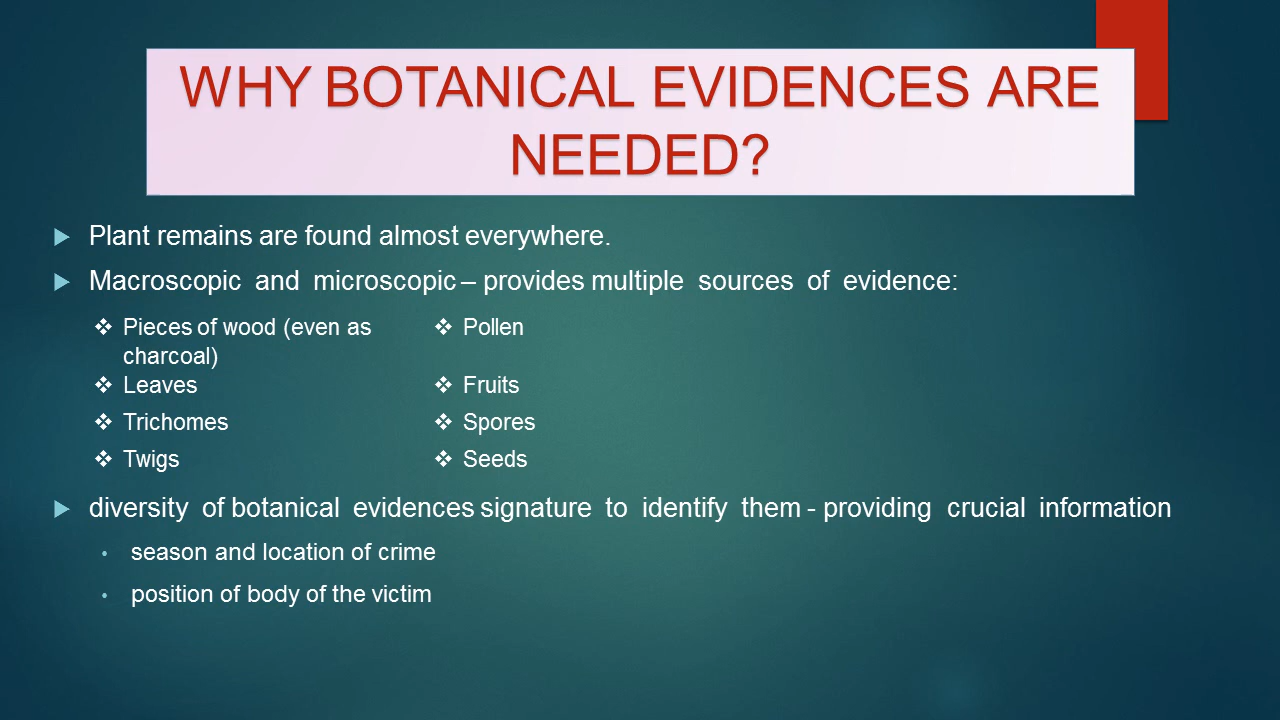 WHY BOTANICAL EVIDENCES ARE
NEEDED?
Plant remains are found almost everywhere.
Macroscopic and microscopic – provides multiple sources of evidence:
Pieces of wood (even as
charcoal)
Pollen
Leaves
Fruits
Trichomes
Spores
Twigs
Seeds
diversity of botanical evidences signature to identify them - providing crucial information
season and location of crime
position of body of the victim